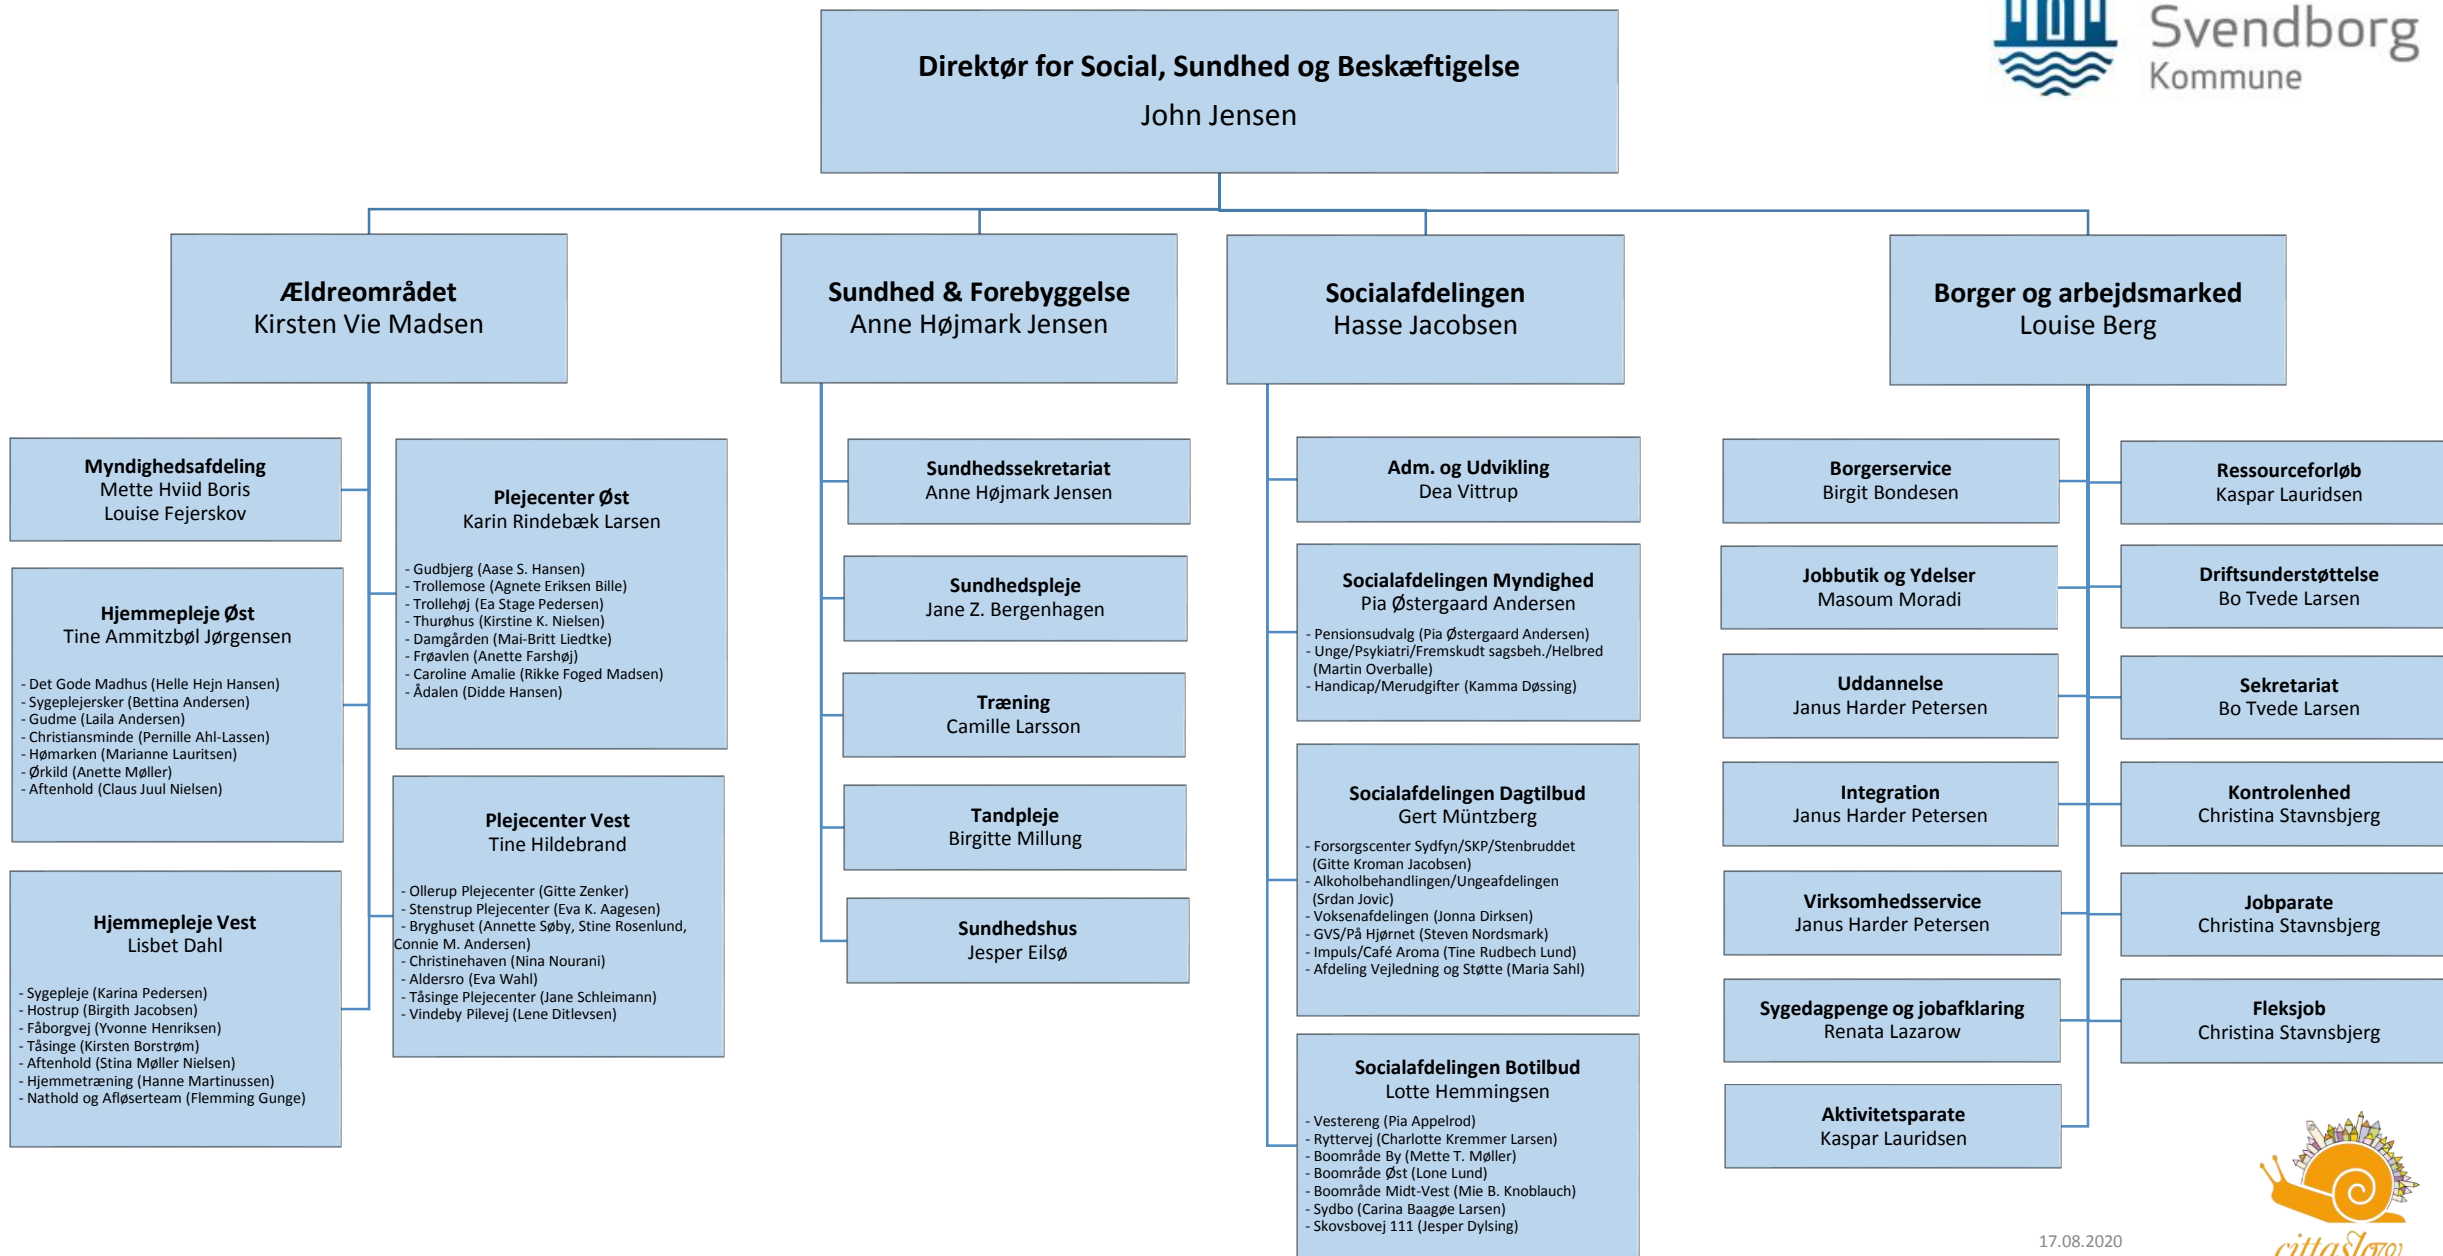 Direktør for Social, Sundhed og Beskæftigelse
John Jensen
Svendborg
Kommune
Ældreområdet
Kirsten Vie Madsen
Sundhed & Forebyggelse
Anne Højmark Jensen
Socialafdelingen
Hasse Jacobsen
Borger og arbejdsmarked
Louise Berg
Myndighedsafdeling
Mette Hviid Boris
Louise Fejerskov
Hjemmepleje Øst
Tine Ammitzbøl Jørgensen
- Det Gode Madhus (Helle Hejn Hansen)
- Sygeplejersker (Bettina Andersen)
- Gudme (Laila Andersen)
- Christiansminde (Pernille Ahl-Lassen)
- Hømarken (Marianne Lauritsen)
- Ørkild (Anette Møller)
- Aftenhold (Claus Juul Nielsen)
Hjemmepleje Vest
Lisbet Dahl
- Sygepleje (Karina Pedersen)
- Hostrup (Birgith Jacobsen)
- Fåborgvej (Yvonne Henriksen)
- Tåsinge (Kirsten Borstrøm)
- Aftenhold (Stina Møller Nielsen)
- Hjemmetræning (Hanne Martinussen)
- Nathold og Afløserteam (Flemming Gunge)
Plejecenter Øst
Karin Rindebæk Larsen
- Gudbjerg (Aase S. Hansen)
- Trollemose (Agnete Eriksen Bille)
- Trollehøj (Ea Stage Pedersen)
- Thurøhus (Kirstine K. Nielsen)
- Damgården (Mai-Britt Liedtke)
- Frøavlen (Anette Farshøj)
- Caroline Amalie (Rikke Foged Madsen)
- Ådalen (Didde Hansen)
Plejecenter Vest
Tine Hildebrand
- Ollerup Plejecenter (Gitte Zenker)
- Stenstrup Plejecenter (Eva K. Aagesen)
- Bryghuset (Annette Søby, Stine Rosenlund,
Connie M. Andersen)
- Christinehaven (Nina Nourani)
- Aldersro (Eva Wahl)
- Tåsinge Plejecenter (Jane Schleimann)
- Vindeby Pilevej (Lene Ditlevsen)
Sundhedssekretariat
Anne Højmark Jensen
Sundhedspleje
Jane Z. Bergenhagen
Træning
Camille Larsson
Tandpleje
Birgitte Millung
Sundhedshus
Jesper Eilsø
Adm. og Udvikling
Dea Vittrup
Socialafdelingen Myndighed
Pia Østergaard Andersen
- Pensionsudvalg (Pia Østergaard Andersen)
- Unge/Psykiatri/Fremskudt sagsbeh./Helbred
(Martin Overballe)
- Handicap/Merudgifter (Kamma Døssing)
Socialafdelingen Dagtilbud
Gert Müntzberg
- Forsorgscenter Sydfyn/SKP/Stenbruddet
(Gitte Kroman Jacobsen)
- Alkoholbehandlingen/Ungeafdelingen
(Srdan Jovic)
- Voksenafdelingen (Jonna Dirksen)
- GVS/På Hjørnet (Steven Nordsmark)
- Impuls/Café Aroma (Tine Rudbech Lund)
- Afdeling Vejledning og Støtte (Maria Sahl)
Socialafdelingen Botilbud
Lotte Hemmingsen
- Vestereng (Pia Appelrod)
- Ryttervej (Charlotte Kremmer Larsen)
- Boområde By (Mette T. Møller)
- Boområde Øst (Lone Lund)
- Boområde Midt-Vest (Mie B. Knoblauch)
- Sydbo (Carina Baagøe Larsen)
- Skovsbovej 111 (Jesper Dylsing)
Borgerservice
Birgit Bondesen
Jobbutik og Ydelser
Masoum Moradi
Uddannelse
Janus Harder Petersen
Integration
Janus Harder Petersen
Virksomhedsservice
Janus Harder Petersen
Sygedagpenge og jobafklaring
Renata Lazarow
Aktivitetsparate
Kaspar Lauridsen
Ressourceforløb
Kaspar Lauridsen
Driftsunderstøttelse
Bo Tvede Larsen
Sekretariat
Bo Tvede Larsen
Kontrolenhed
Christina Stavnsbjerg
Jobparate
Christina Stavnsbjerg
Fleksjob
Christina Stavnsbjerg
17.08.2020
cittaslow